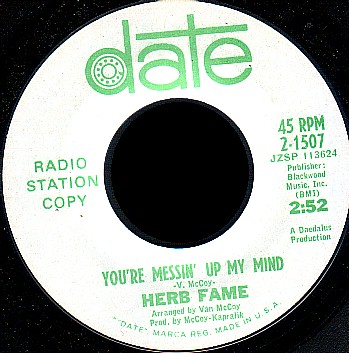 date
RADIO
STATION
COPY
45 RPM
2-1507
JZSP 113624
Publisher:
Blackwood
Music, Inc.
(BMI)
2:52
A Daedalus
Production
YOU'RE MESSIN' UP MY MIND
-V. McCoy-
HERB FAME
Arranged by Van McCoy
Prod. by McCoy-Kapralik
"DATE", MARCA REG. MADE IN U.S.A.